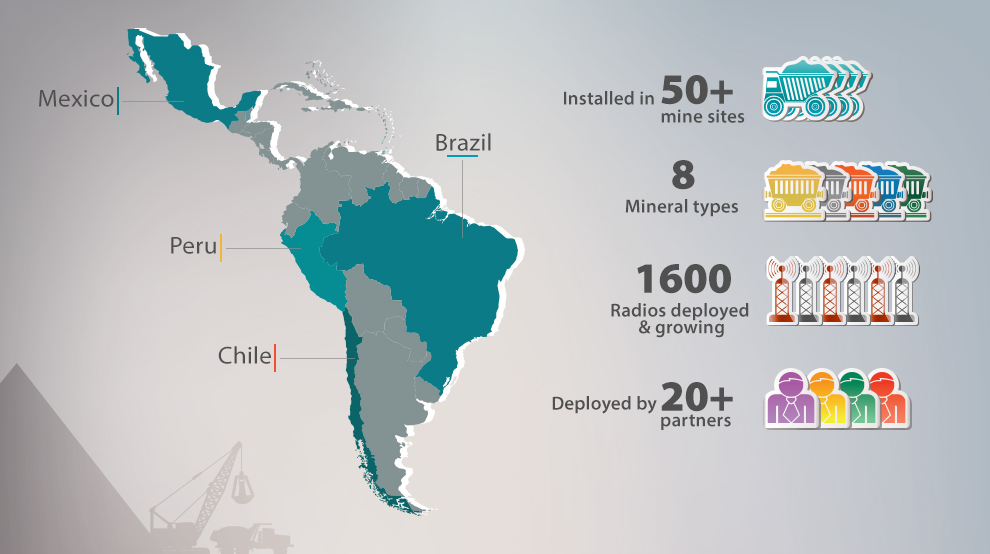 Mexico
Brazil
Peru
Chile
Installed in 50+
mine sites
8
Mineral types
1600
Radios deployed
& growing
Deployed by 20+
partners